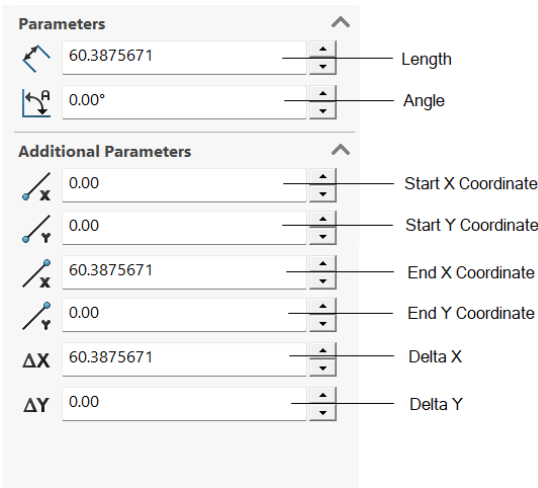 Parameters
60.3875671 Length
A 0.00° Angle
Additional Parameters
X 0.00 Start X Coordinate
Y 0.00 Start Y Coordinate
X 60.3875671 End X Coordinate
Y 0.00 End Y Coordinate
ΔX 60.3875671 Delta X
ΔY 0.00 Delta Y